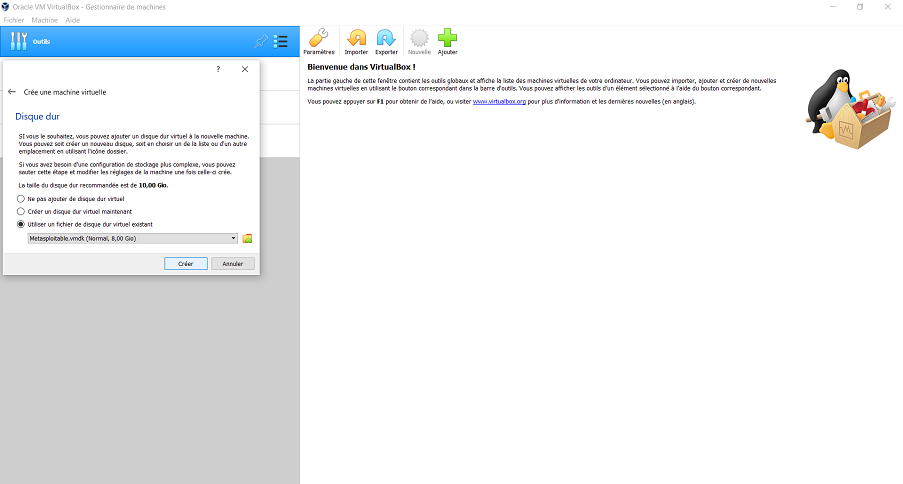 Oracle VM VirtualBox - Gestionnaire de machines
Fichier Machine Aide
Outils
Paramètres Importer Exporter Nouvelle Ajouter
Bienvenue dans VirtualBox !
La partie gauche de cette fenêtre contient les outils globaux et affiche la liste des machines virtuelles de votre ordinateur. Vous pouvez importer, ajouter et créer de nouvelles
machines virtuelles en utilisant le bouton correspondant dans la barre d'outils. Vous pouvez afficher les outils d'un élément sélectionné à l'aide du bouton correspondant.
Vous pouvez appuyer sur F1 pour obtenir de l'aide, ou visiter www.virtualbox.org pour plus d'information et les dernières nouvelles (en anglais).
?
Crée une machine virtuelle
Disque dur
Si vous le souhaitez, vous pouvez ajouter un disque dur virtuel à la nouvelle machine.
Vous pouvez soit créer un nouveau disque, soit en choisir un de la liste ou d'un autre
emplacement en utilisant l'icône dossier.
Si vous avez besoin d'une configuration de stockage plus complexe, vous pouvez
sauter cette étape et modifier les réglages de la machine une fois celle-ci crée.
La taille du disque dur recommandée est de 10,00 Gio.
Ne pas ajouter de disque dur virtuel
Créer un disque dur virtuel maintenant
Utiliser un fichier de disque dur virtuel existant
Metasploitable.vmdk (Normal, 8,00 Gio)
Créer Annuler